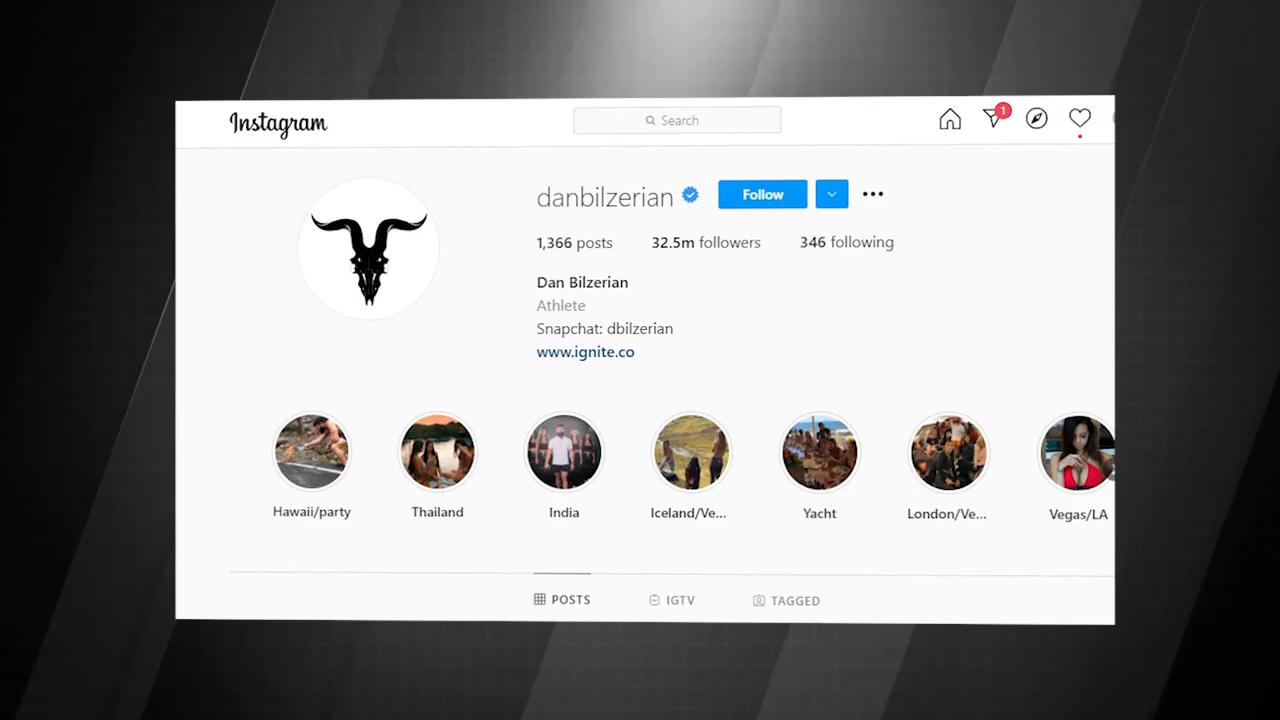 Instagram
Search
1
danbilzerian
Follow
1,366 posts 32.5m followers 346 following
Dan Bilzerian
Athlete
Snapchat: dbilzerian
www.ignite.co
Hawaii/party Thailand India Iceland/Ve... Yacht London/Ve... Vegas/LA
POSTS IGTV TAGGED